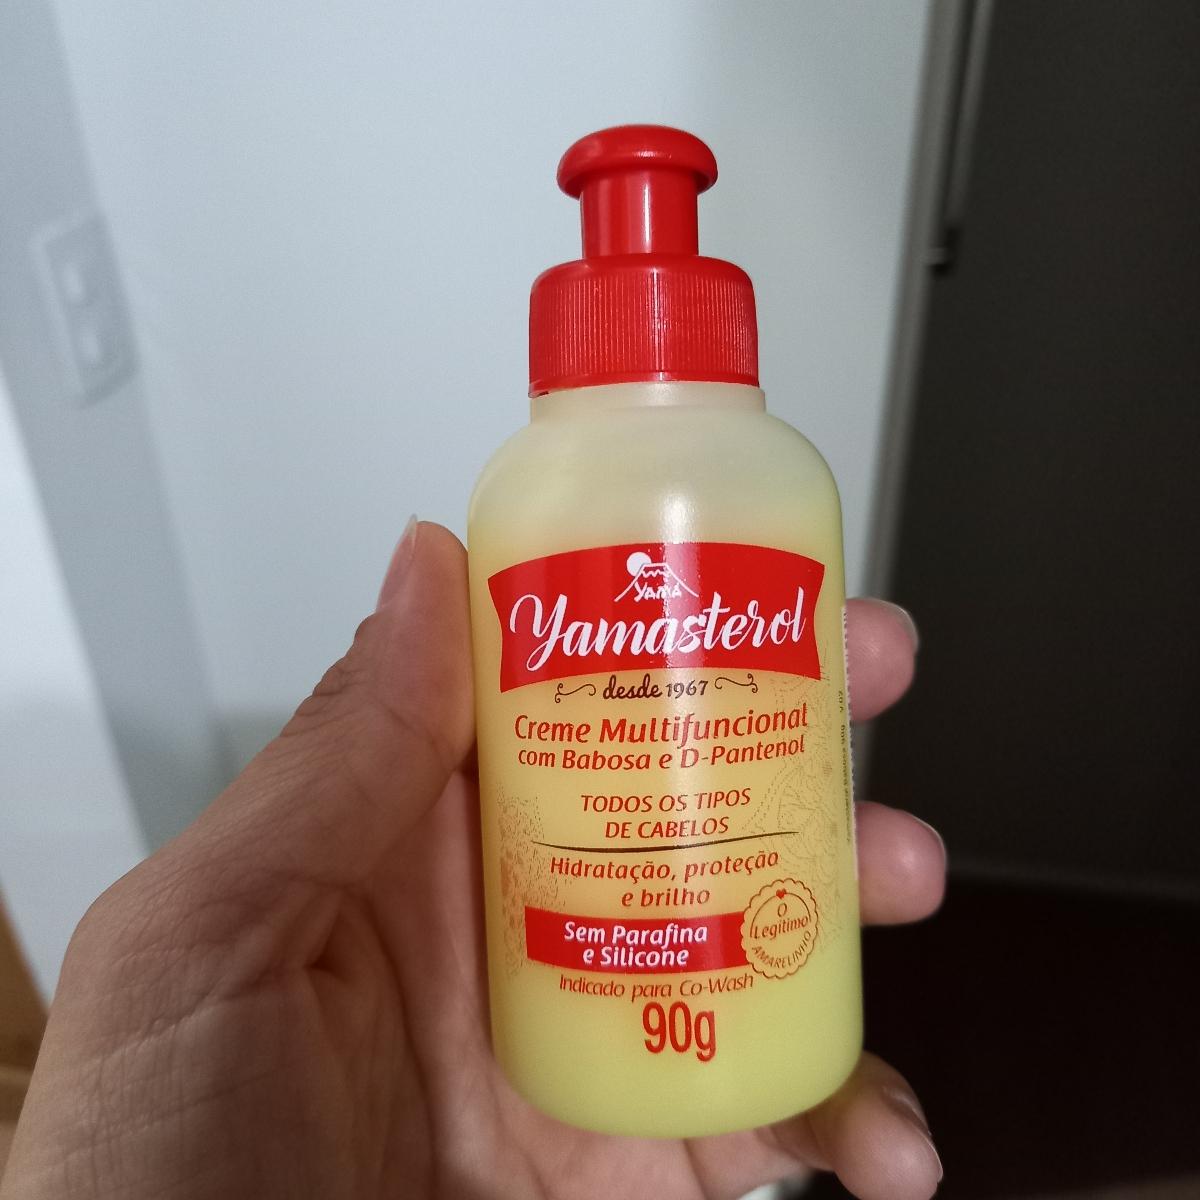 YAMÁ
Yamasterol
desde 1967
Creme Multifuncional
com Babosa e D-Pantenol
TODOS OS TIPOS
DE CABELOS
Hidratação, proteção
e brilho
Sem Parafina
e Silicone
O
Legítimo
AMARELINHO
Indicado para Co-Wash
90g